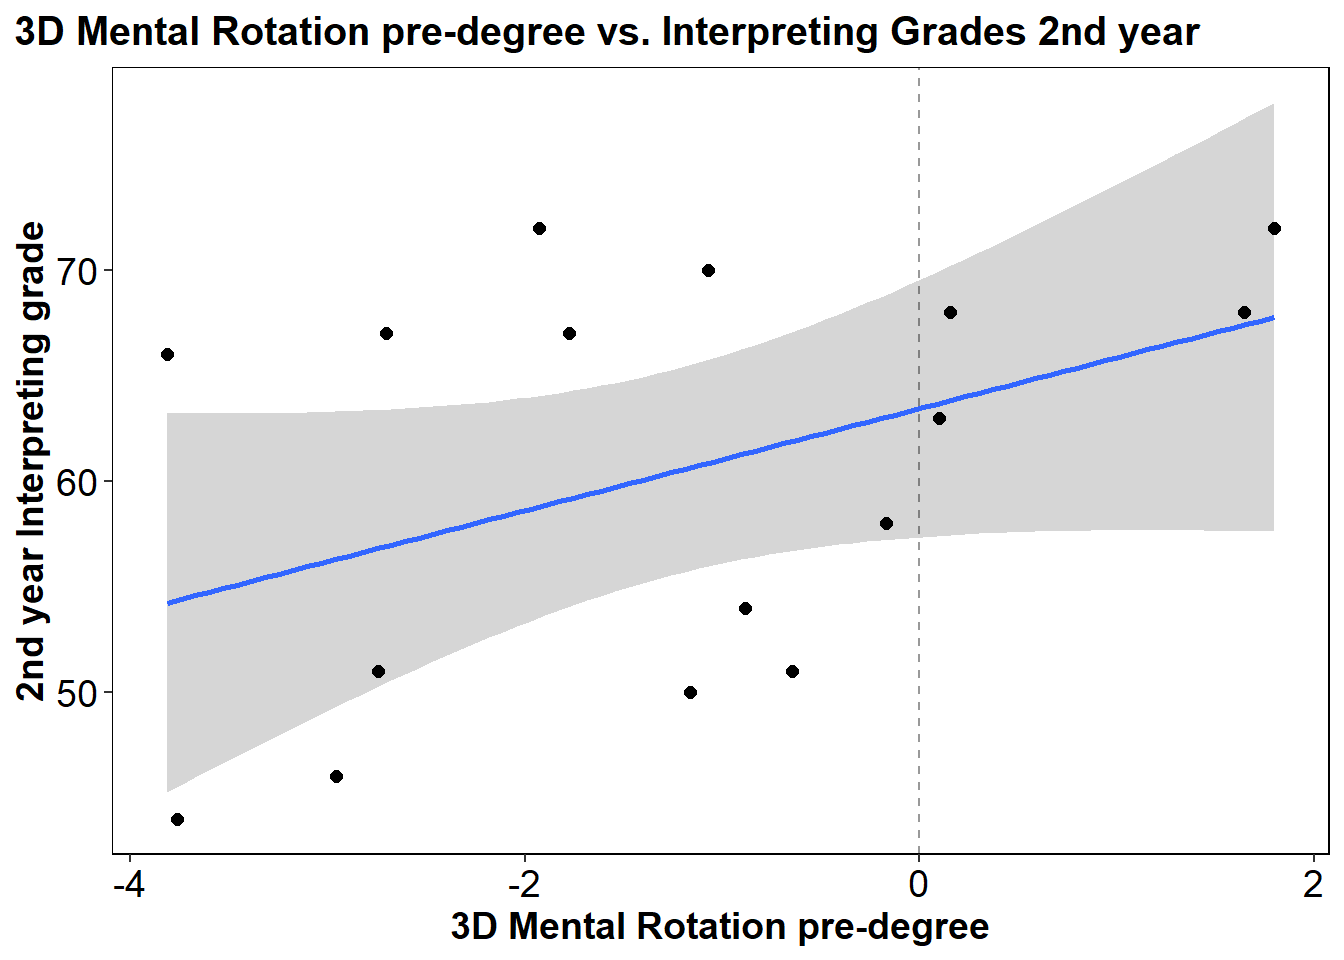 3D Mental Rotation pre-degree vs. Interpreting Grades 2nd year
2nd year Interpreting grade
70
60
50
-4
-2
0
2
3D Mental Rotation pre-degree